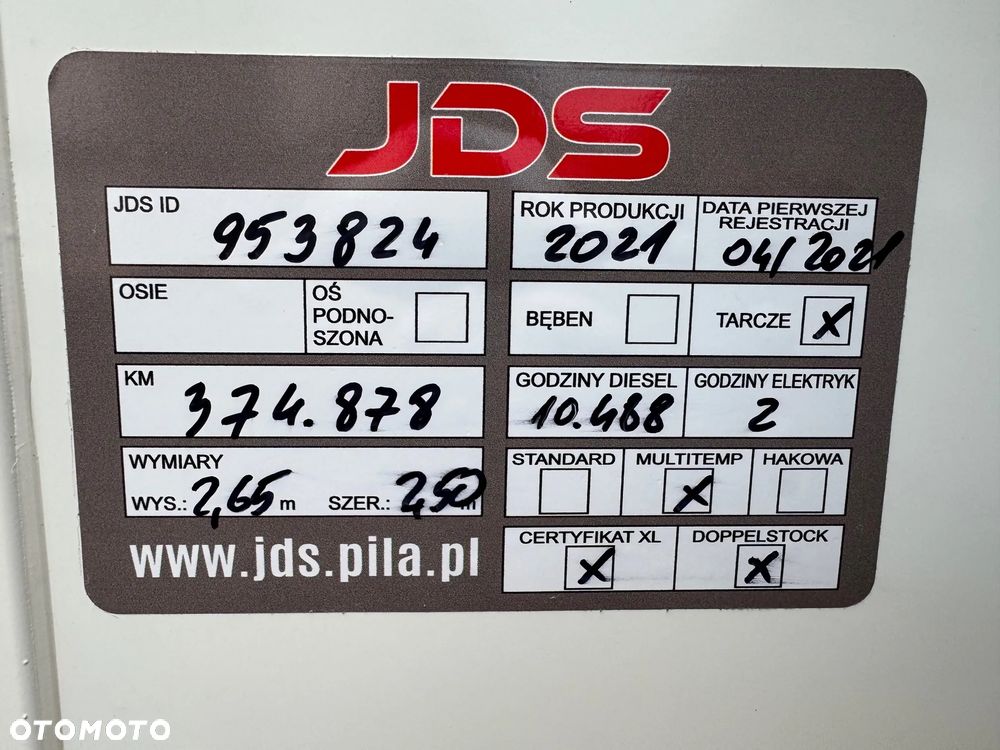 JDS
JDS ID
953824
ROK PRODUKCJI
2021
DATA PIERWSZEJ
REJESTRACJI
04/2021
OSIE
OŚ
PODNO-
SZONA
BĘBEN
TARCZE X
KM
374.878
GODZINY DIESEL
10.488
GODZINY ELEKTRYK
2
WYMIARY
WYS.: 2,65 m SZER.: 2,50 m
STANDARD
MULTITEMP
X
HAKOWA
www.jds.pila.pl
CERTYFIKAT XL
X
DOPPELSTOCK
X
OTOMOTO